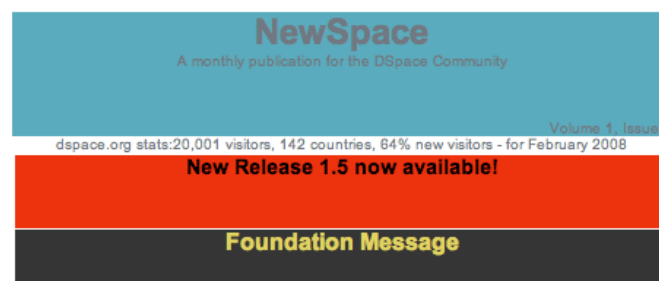 NewSpace
A monthly publication for the DSpace Community
Volume 1, Issue
dspace.org stats:20,001 visitors, 142 countries, 64% new visitors - for February 2008
New Release 1.5 now available!
Foundation Message